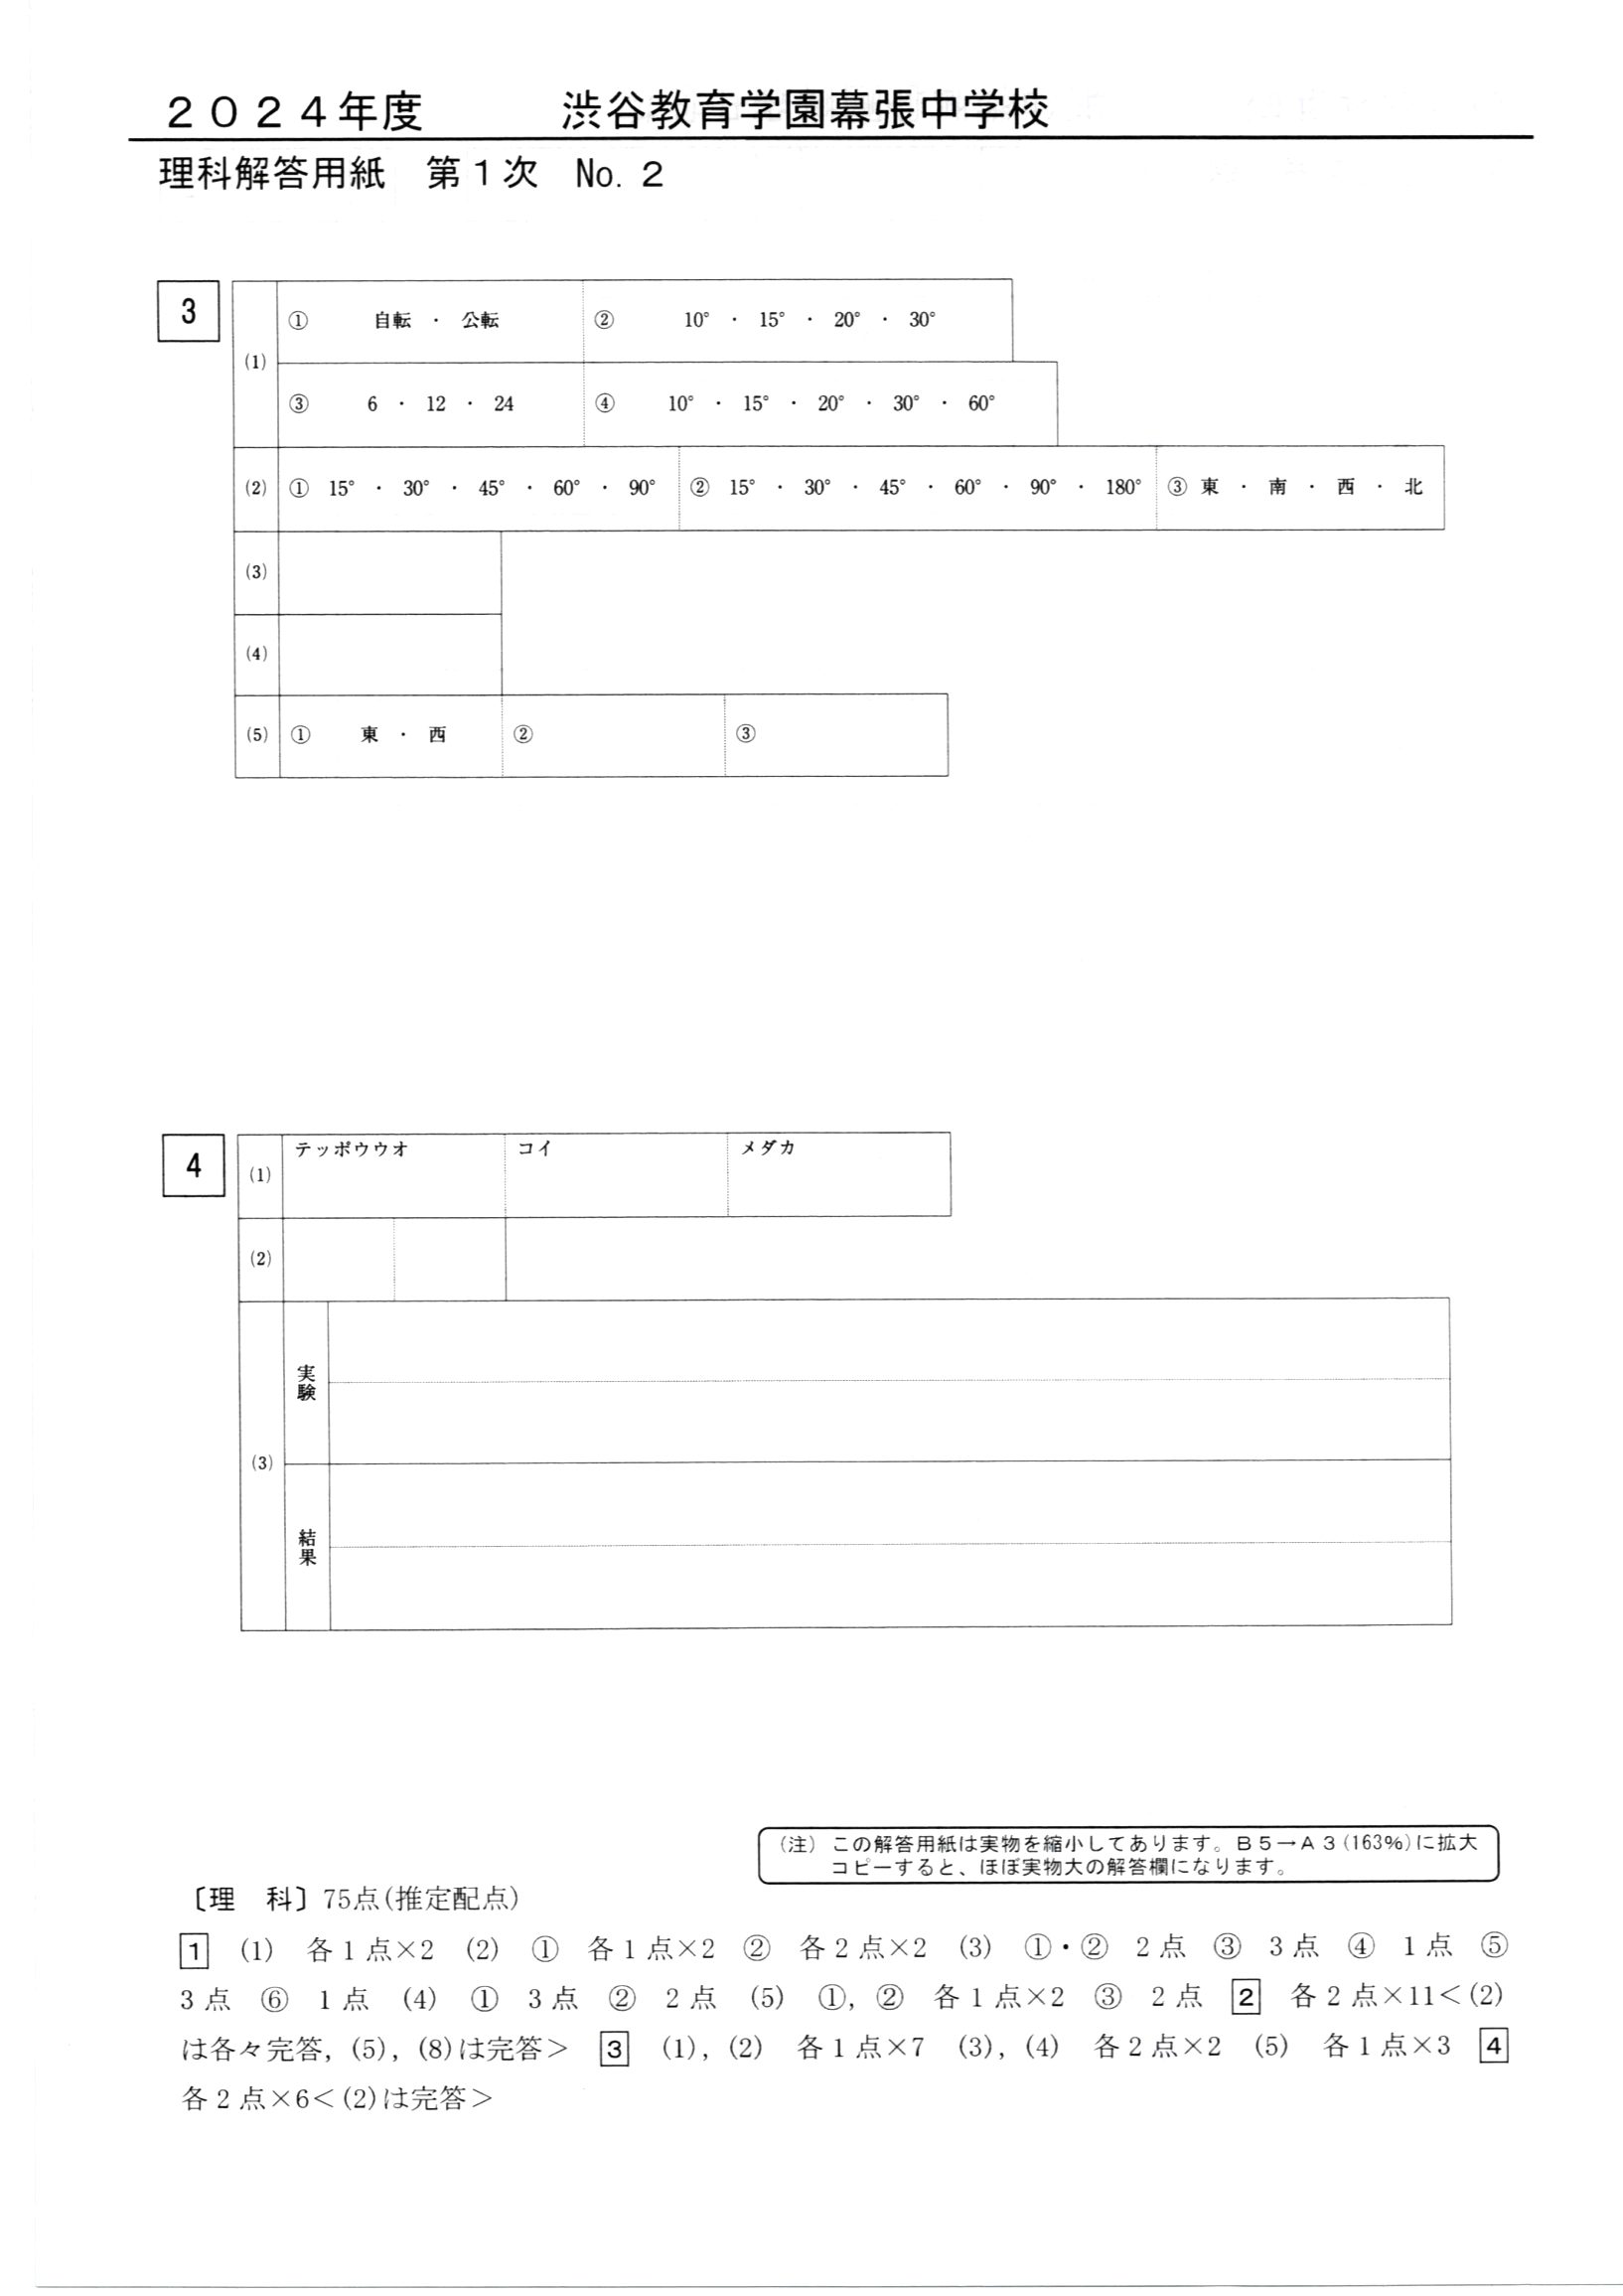 2024年度 渋谷教育学園幕張中学校
理科解答用紙 第1次 No. 2
3
(1) ① 自転 ・ 公転 ② 10° ・ 15° ・ 20° ・ 30°
③ 6 ・ 12 ・ 24 ④ 10° ・ 15° ・ 20° ・ 30° ・ 60°
(2) ① 15° ・ 30° ・ 45° ・ 60° ・ 90° ② 15° ・ 30° ・ 45° ・ 60° ・ 90° ・ 180° ③ 東 ・ 南 ・ 西 ・ 北
(3)
(4)
(5) ① 東 ・ 西 ② ③
4
(1) テッポウウオ コイ メダカ
(2)
(3) 実験
結果
(注) この解答用紙は実物を縮小してあります。B5→A3(163%)に拡大
コピーすると、ほぼ実物大の解答欄になります。
〔理 科〕75点(推定配点)
1 (1) 各1点×2 (2) ① 各1点×2 ② 各2点×2 (3) ①・② 2点 ③ 3点 ④ 1点 ⑤
3点 ⑥ 1点 (4) ① 3点 ② 2点 (5) ①, ② 各1点×2 ③ 2点 2 各2点×11<(2)
は各々完答, (5), (8)は完答> 3 (1), (2) 各1点×7 (3), (4) 各2点×2 (5) 各1点×3 4
各2点×6<(2)は完答>